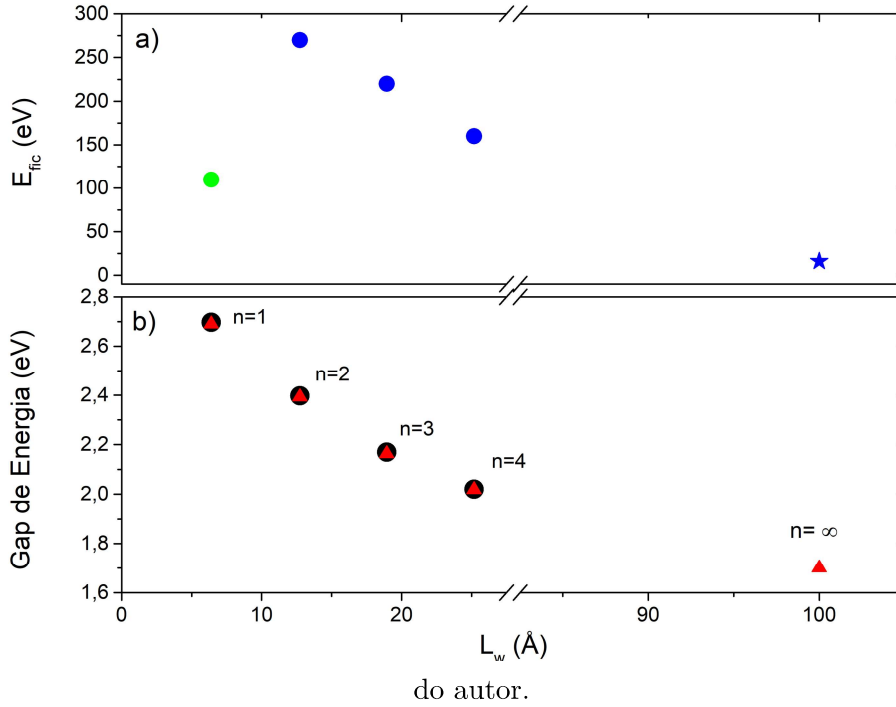 300
a)
250
200
150
100
50
0
E_fic (eV)
2,8
b)
n=1
2,6
n=2
2,4
n=3
2,2
n=4
2,0
n= ∞
1,8
1,6
Gap de Energia (eV)
0 10 20 90 100
L_w (Å)
do autor.